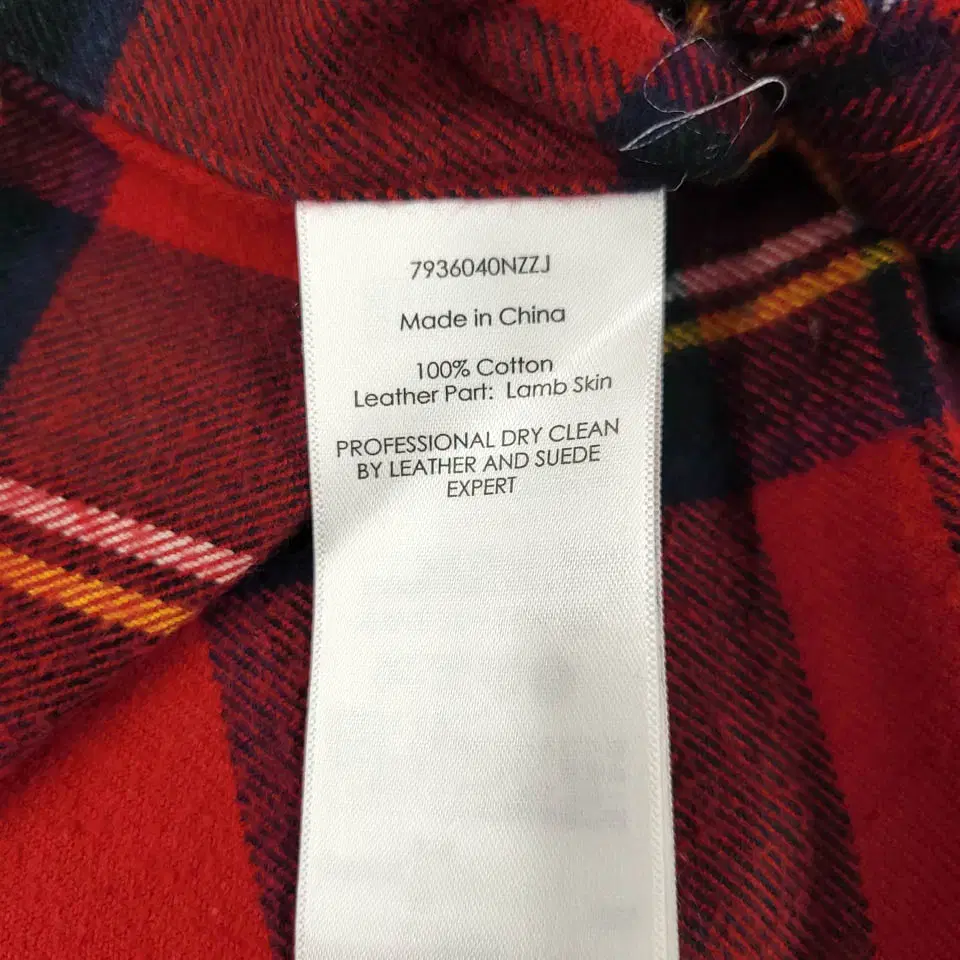 7936040NZZJ
Made in China
100% Cotton
Leather Part: Lamb Skin
PROFESSIONAL DRY CLEAN
BY LEATHER AND SUEDE
EXPERT